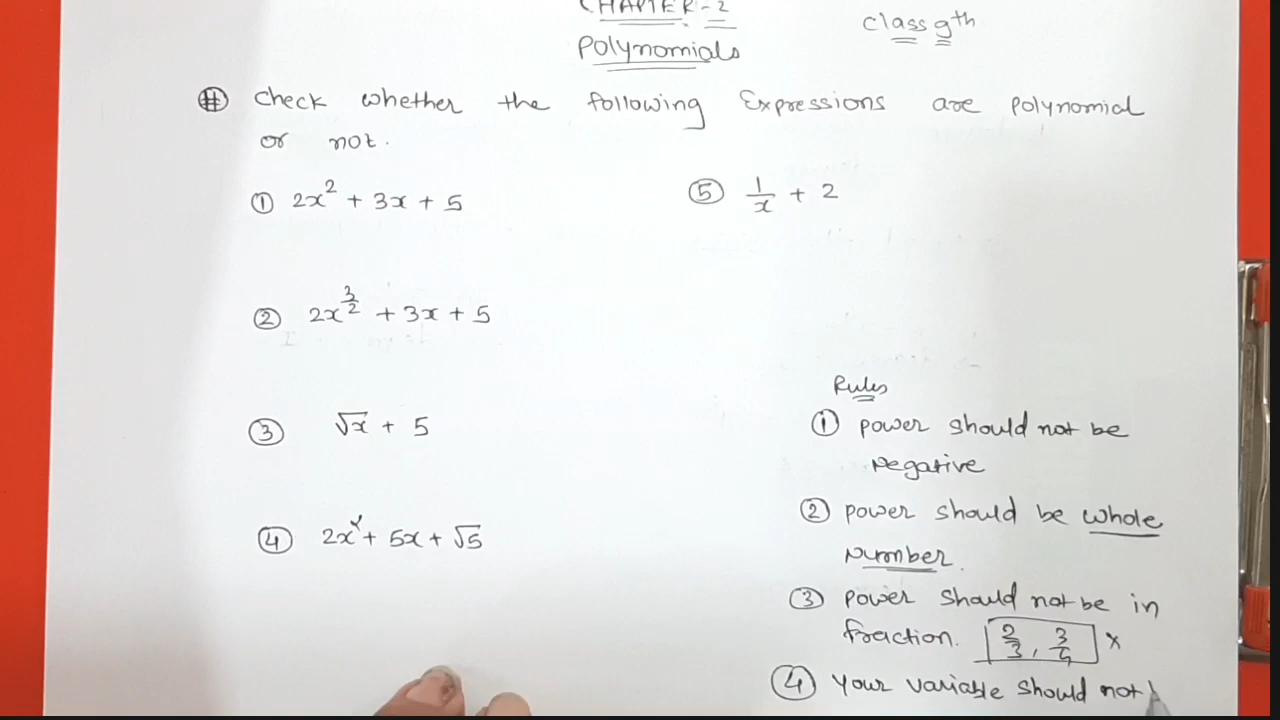 CHAPTER-2
Class 9th
Polynomials
# Check whether the following Expressions are polynomial
or not.
① 2x² + 3x + 5
⑤ 1/x + 2
② 2x^(3/2) + 3x + 5
③ √x + 5
④ 2x² + 5x + √5
Rules
① power should not be
Negative
② power should be whole
Number.
③ power should not be in
fraction. 2/3, 3/4 ×
④ Your variable should not